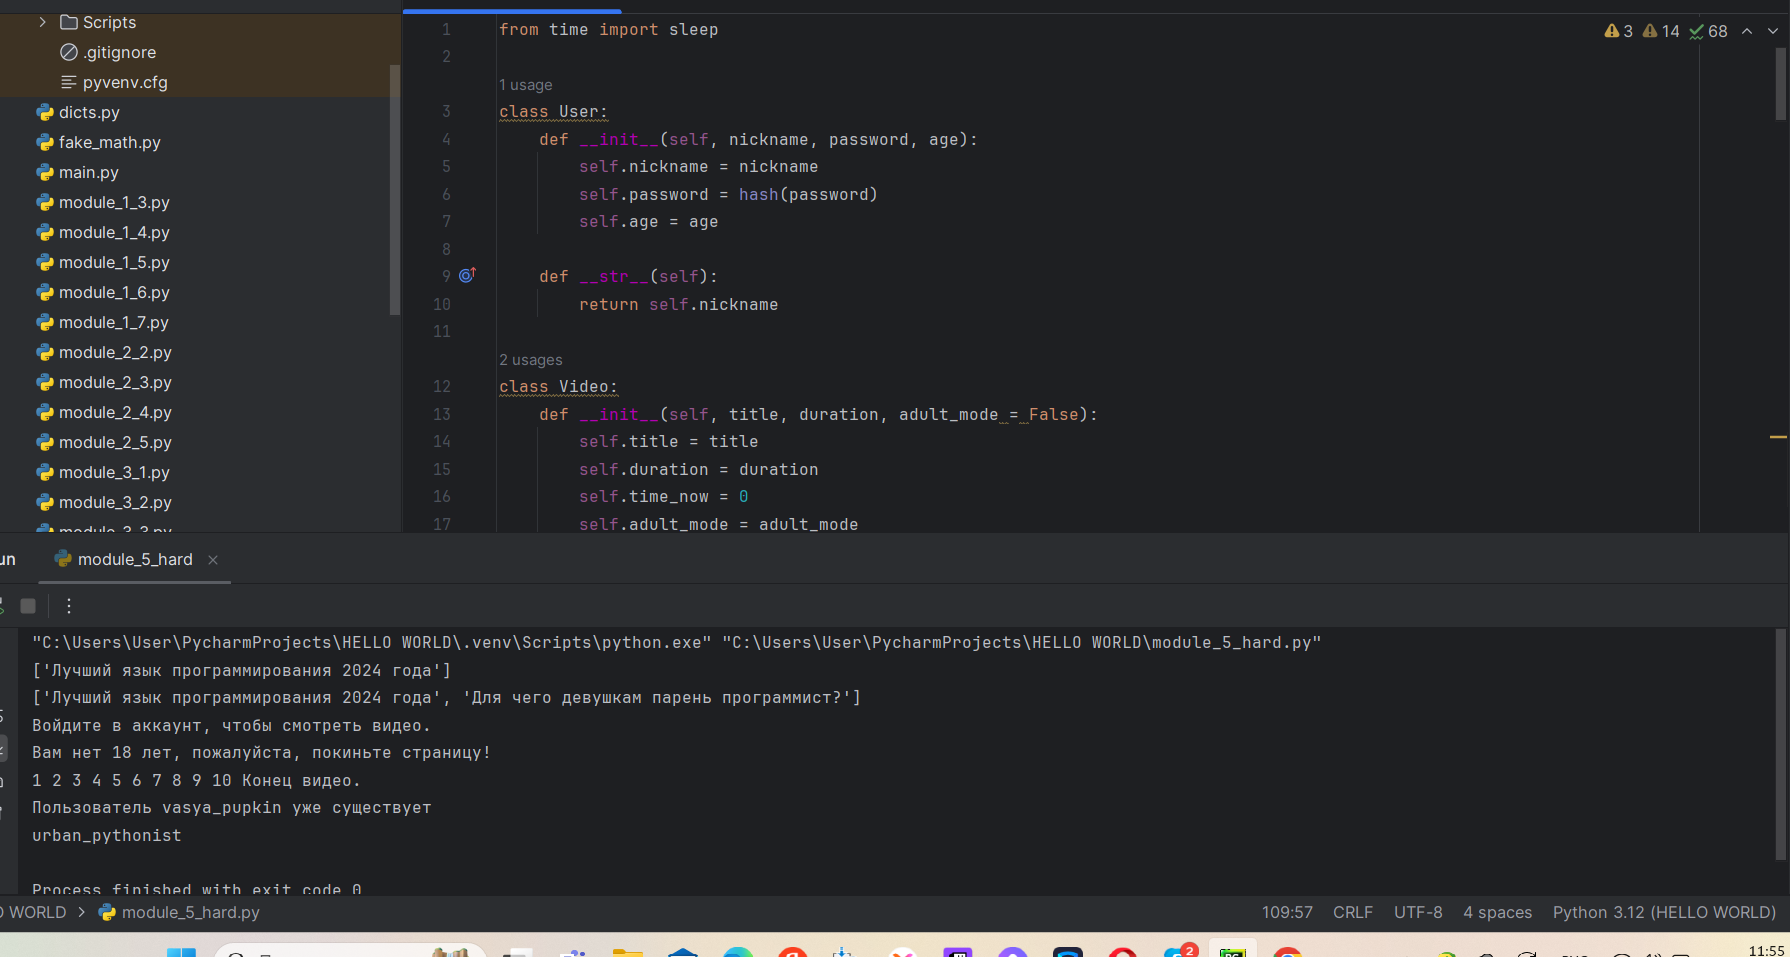 Scripts
.gitignore
pyvenv.cfg
dicts.py
fake_math.py
main.py
module_1_3.py
module_1_4.py
module_1_5.py
module_1_6.py
module_1_7.py
module_2_2.py
module_2_3.py
module_2_4.py
module_2_5.py
module_3_1.py
module_3_2.py
module_3_3.py
3 14 68
1 from time import sleep
2
1 usage
3 class User:
4 def __init__(self, nickname, password, age):
5 self.nickname = nickname
6 self.password = hash(password)
7 self.age = age
8
9 def __str__(self):
10 return self.nickname
11
2 usages
12 class Video:
13 def __init__(self, title, duration, adult_mode = False):
14 self.title = title
15 self.duration = duration
16 self.time_now = 0
17 self.adult_mode = adult_mode
un module_5_hard
"C:\Users\User\PycharmProjects\HELLO WORLD\.venv\Scripts\python.exe" "C:\Users\User\PycharmProjects\HELLO WORLD\module_5_hard.py"
['Лучший язык программирования 2024 года']
['Лучший язык программирования 2024 года', 'Для чего девушкам парень программист?']
Войдите в аккаунт, чтобы смотреть видео.
Вам нет 18 лет, пожалуйста, покиньте страницу!
1 2 3 4 5 6 7 8 9 10 Конец видео.
Пользователь vasya_pupkin уже существует
urban_pythonist
Process finished with exit code 0
WORLD > module_5_hard.py
109:57 CRLF UTF-8 4 spaces Python 3.12 (HELLO WORLD)
2
11:55